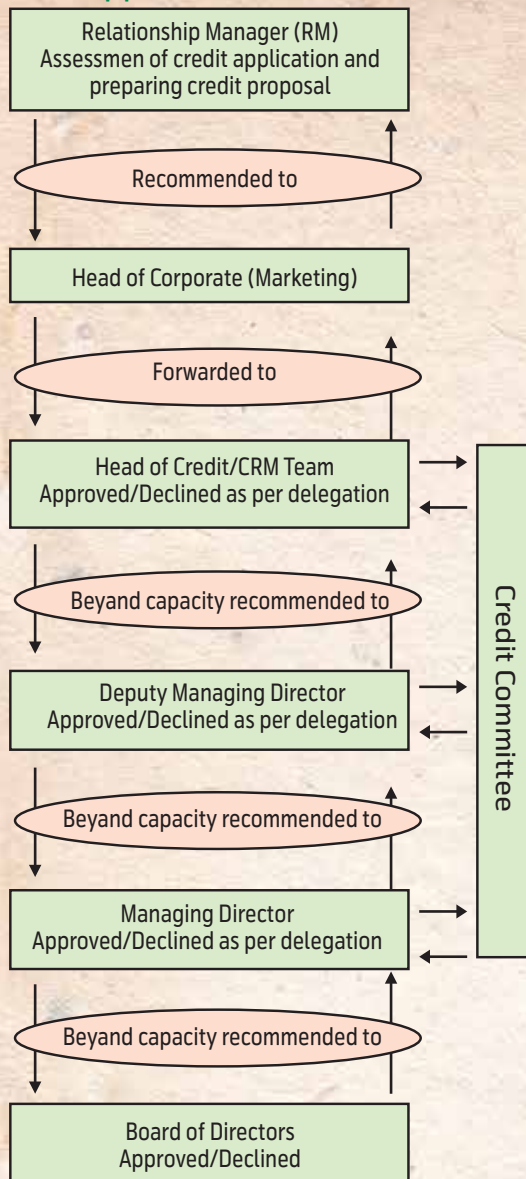 Relationship Manager (RM)
Assessmen of credit application and
preparing credit proposal
Recommended to
Head of Corporate (Marketing)
Forwarded to
Head of Credit/CRM Team
Approved/Declined as per delegation
Beyand capacity recommended to
Deputy Managing Director
Approved/Declined as per delegation
Beyand capacity recommended to
Managing Director
Approved/Declined as per delegation
Beyand capacity recommended to
Board of Directors
Approved/Declined
Credit Committee